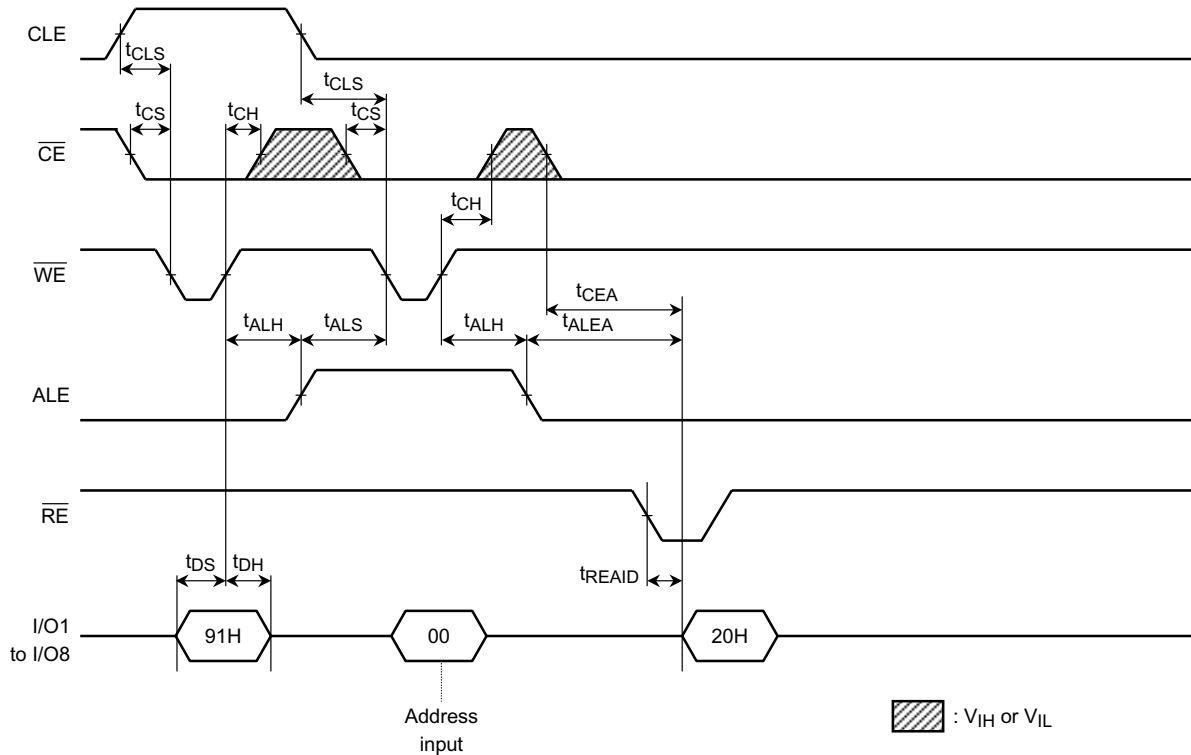 CLE
tCLS
tCLS
tCS
tCH
tCS
CE
tCH
WE
tCEA
tALH
tALS
tALH
tALEA
ALE
RE
tDS
tDH
tREAID
I/O1
to I/O8
91H
00
20H
Address
input
: VIH or VIL